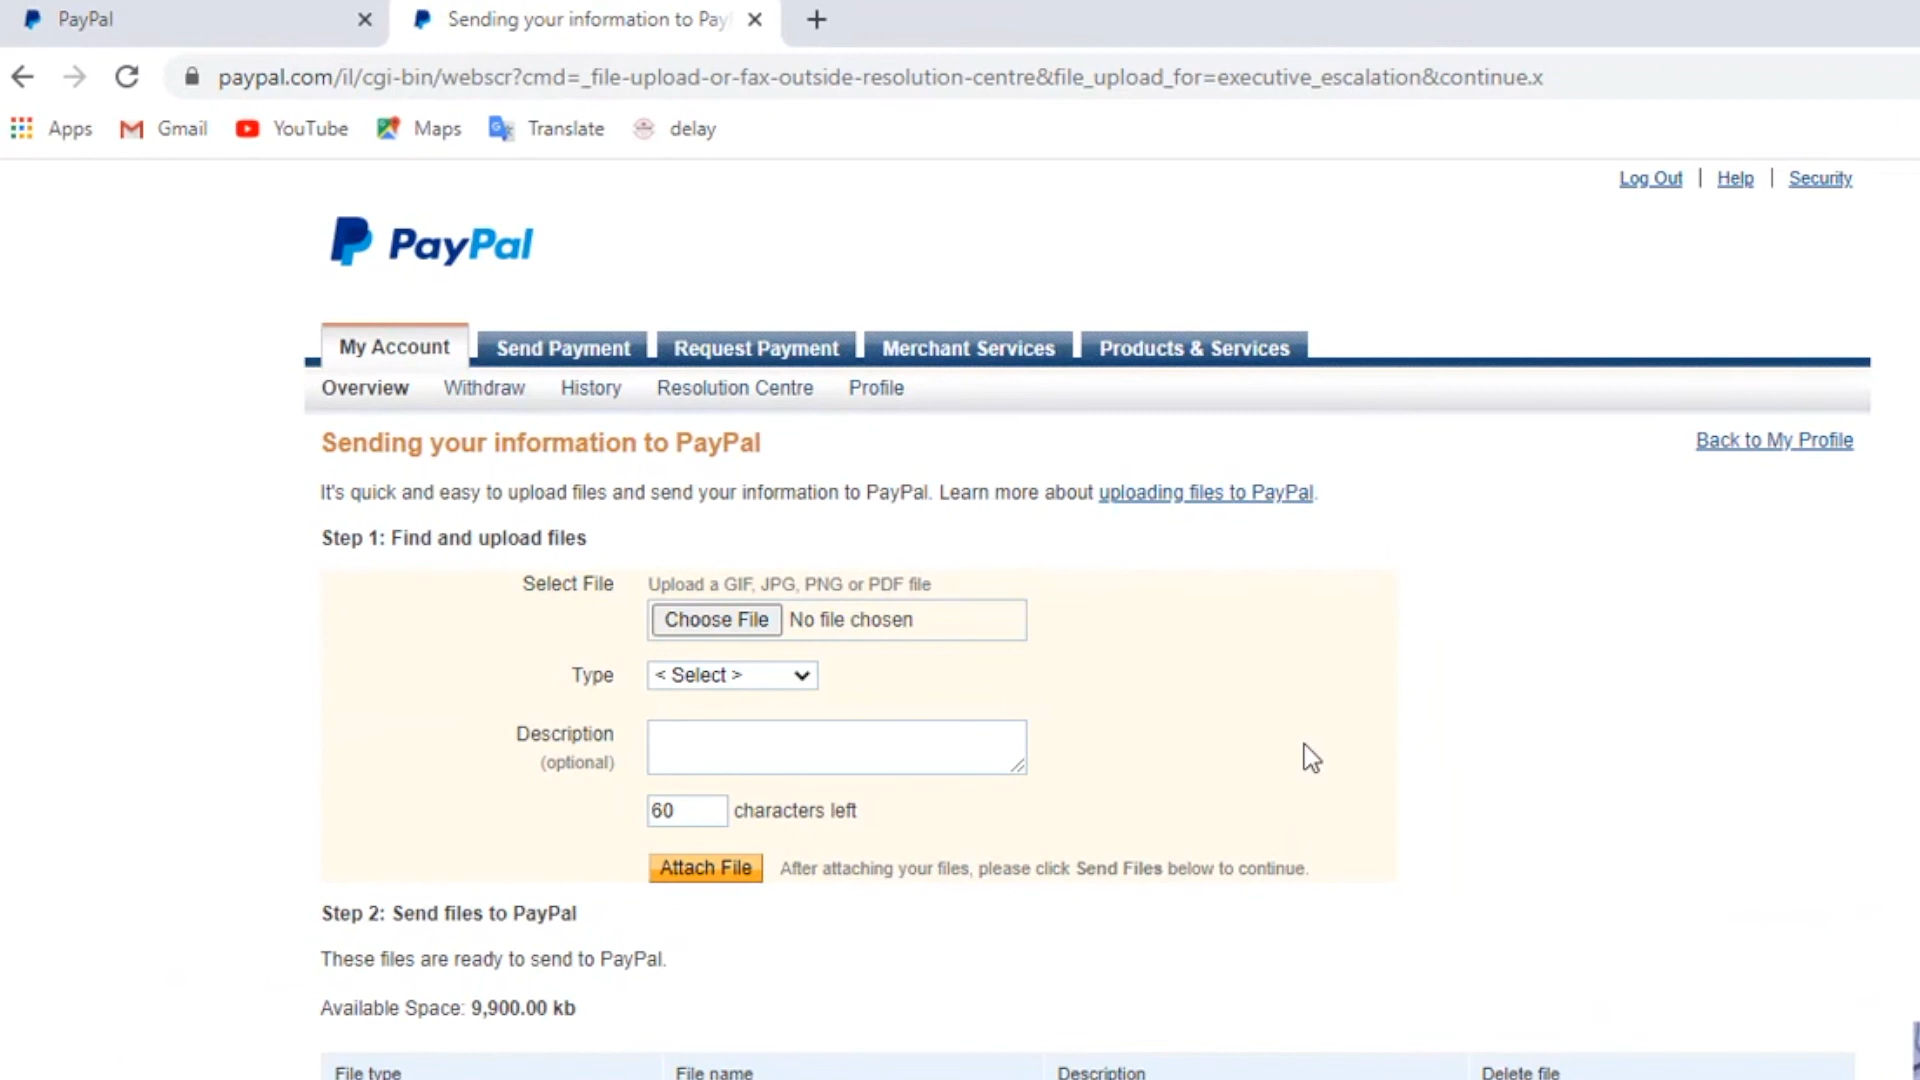 PayPal
Sending your information to Pay
paypal.com/il/cgi-bin/webscr?cmd=_file-upload-or-fax-outside-resolution-centre&file_upload_for=executive_escalation&continue.x
Apps Gmail YouTube Maps Translate delay
Log Out | Help | Security
PayPal
My Account Send Payment Request Payment Merchant Services Products & Services
Overview Withdraw History Resolution Centre Profile
Sending your information to PayPal Back to My Profile
It's quick and easy to upload files and send your information to PayPal. Learn more about uploading files to PayPal.
Step 1: Find and upload files
Select File Upload a GIF, JPG, PNG or PDF file
Choose File No file chosen
Type < Select >
Description
(optional)
60 characters left
Attach File After attaching your files, please click Send Files below to continue.
Step 2: Send files to PayPal
These files are ready to send to PayPal.
Available Space: 9,900.00 kb
File type File name Description Delete file